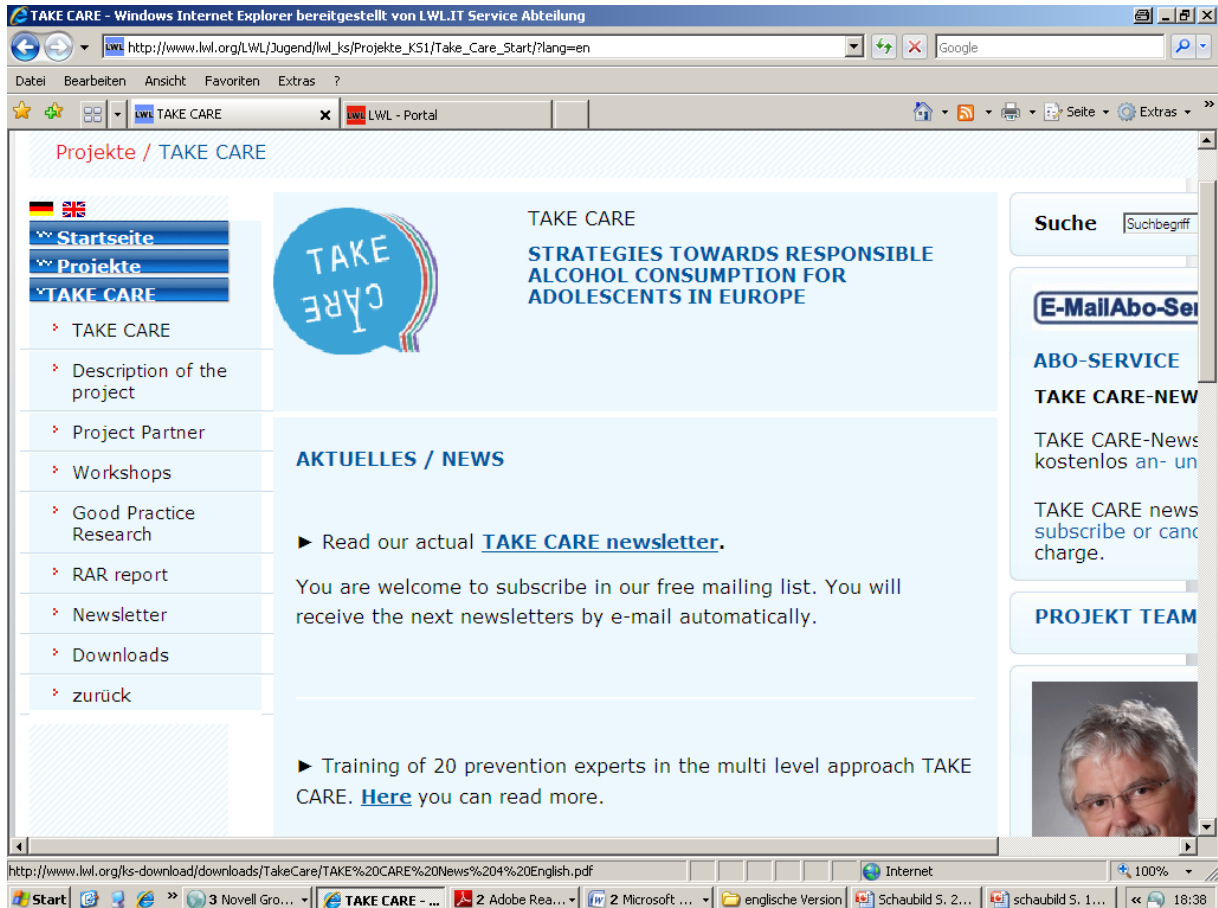 TAKE CARE - Windows Internet Explorer bereitgestellt von LWL.IT Service Abteilung
http://www.lwl.org/LWL/Jugend/lwl_ks/Projekte_KS1/Take_Care_Start/?lang=en
Google
Datei Bearbeiten Ansicht Favoriten Extras ?
LWL TAKE CARE
LWL LWL - Portal
Seite Extras »
Projekte / TAKE CARE
Startseite
Projekte
TAKE CARE
TAKE CARE
Description of the
project
Project Partner
Workshops
Good Practice
Research
RAR report
Newsletter
Downloads
zurück
TAKE
CARE
TAKE CARE
STRATEGIES TOWARDS RESPONSIBLE
ALCOHOL CONSUMPTION FOR
ADOLESCENTS IN EUROPE
AKTUELLES / NEWS
► Read our actual TAKE CARE newsletter.
You are welcome to subscribe in our free mailing list. You will
receive the next newsletters by e-mail automatically.
► Training of 20 prevention experts in the multi level approach TAKE
CARE. Here you can read more.
Suche Suchbegriff
E-MailAbo-Ser
ABO-SERVICE
TAKE CARE-NEW
TAKE CARE-News
kostenlos an- un
TAKE CARE news
subscribe or canc
charge.
PROJEKT TEAM
http://www.lwl.org/ks-download/downloads/TakeCare/TAKE%20CARE%20News%204%20English.pdf
Internet
100%
Start » 3 Novell Gro... TAKE CARE - ... 2 Adobe Rea... 2 Microsoft ... englische Version Schaubild S. 2... schaubild S. 1... « 18:38